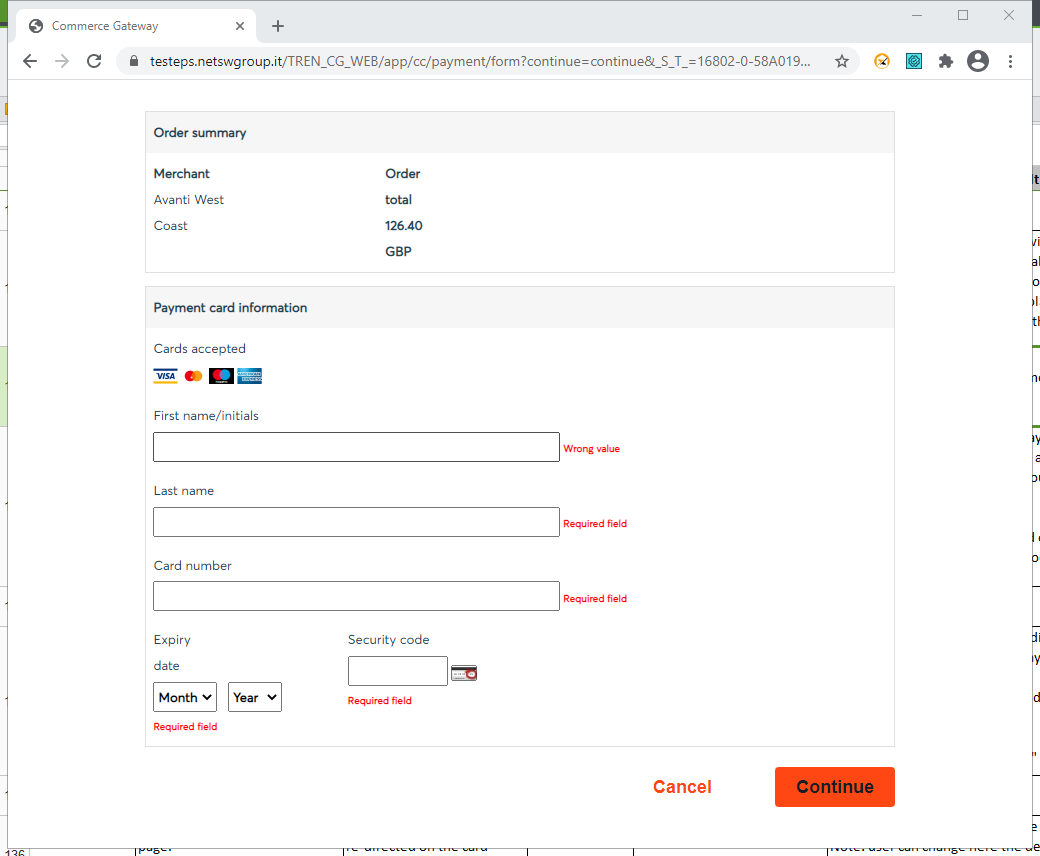 Commerce Gateway
testeps.netswgroup.it/TREN_CG_WEB/app/cc/payment/form?continue=continue&_S_T_=16802-0-58A019...
Order summary
Merchant
Avanti West
Coast
Order
total
126.40
GBP
Payment card information
Cards accepted
VISA
First name/initials
Wrong value
Last name
Required field
Card number
Required field
Expiry
date
Month
Year
Required field
Security code
Required field
Cancel
Continue
136
page.
re-directed on the card
Note: user can change here the de